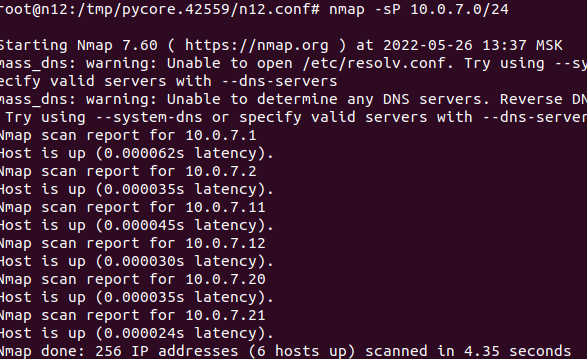 root@n12:/tmp/pycore.42559/n12.conf# nmap -sP 10.0.7.0/24
Starting Nmap 7.60 ( https://nmap.org ) at 2022-05-26 13:37 MSK
mass_dns: warning: Unable to open /etc/resolv.conf. Try using --sy
ecify valid servers with --dns-servers
mass_dns: warning: Unable to determine any DNS servers. Reverse DN
 Try using --system-dns or specify valid servers with --dns-server
Nmap scan report for 10.0.7.1
Host is up (0.000062s latency).
Nmap scan report for 10.0.7.2
Host is up (0.000035s latency).
Nmap scan report for 10.0.7.11
Host is up (0.000045s latency).
Nmap scan report for 10.0.7.12
Host is up (0.000030s latency).
Nmap scan report for 10.0.7.20
Host is up (0.000035s latency).
Nmap scan report for 10.0.7.21
Host is up (0.000024s latency).
Nmap done: 256 IP addresses (6 hosts up) scanned in 4.35 seconds